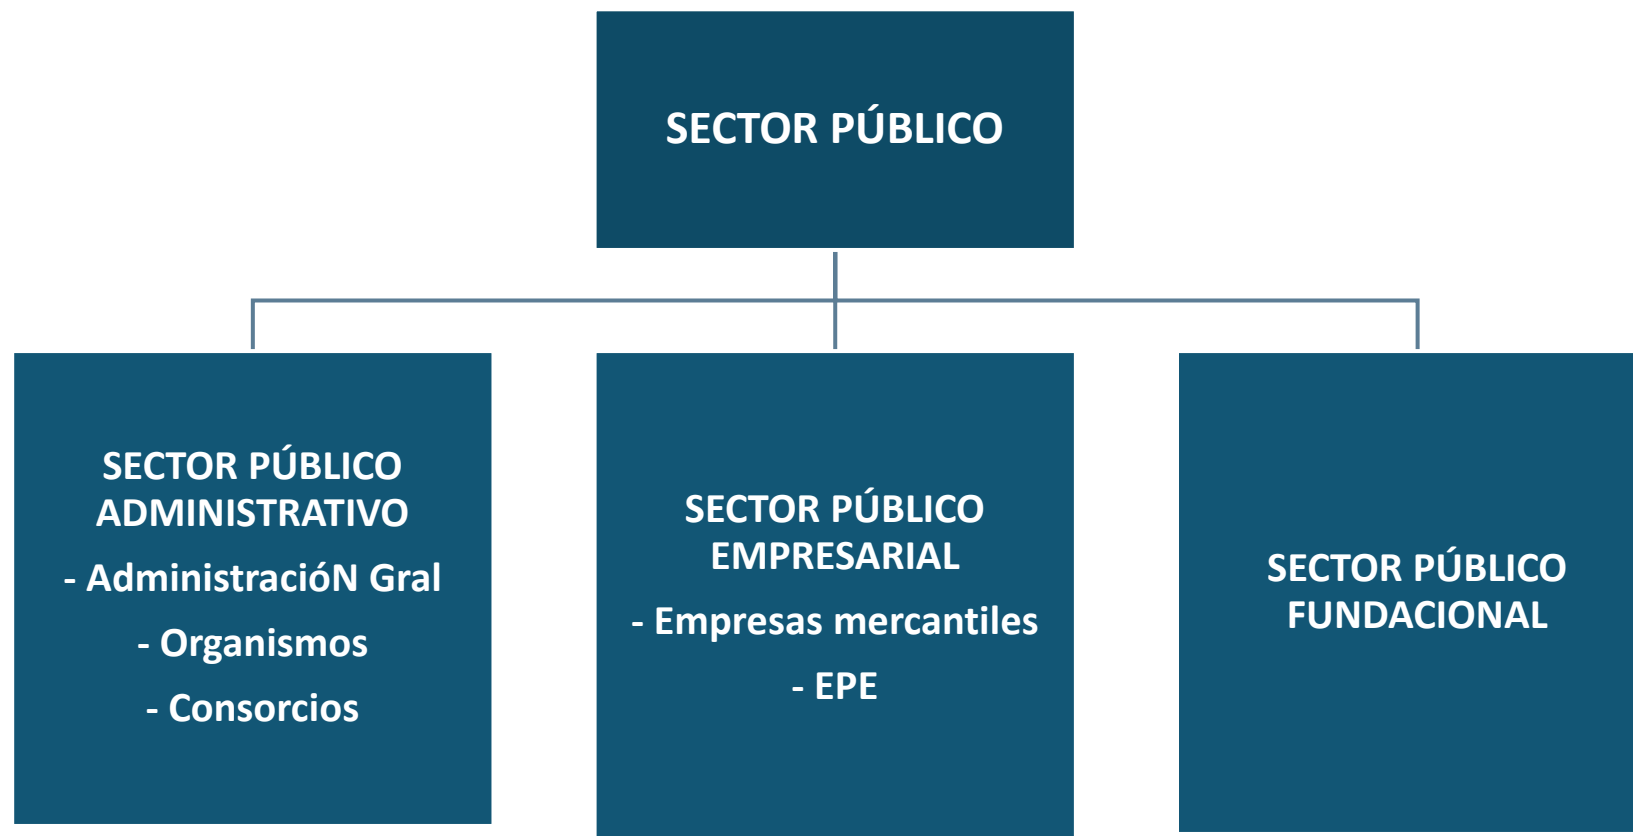 SECTOR PÚBLICO
SECTOR PÚBLICO
ADMINISTRATIVO
- AdministracióN Gral
- Organismos
- Consorcios
SECTOR PÚBLICO
EMPRESARIAL
- Empresas mercantiles
- EPE
SECTOR PÚBLICO
FUNDACIONAL